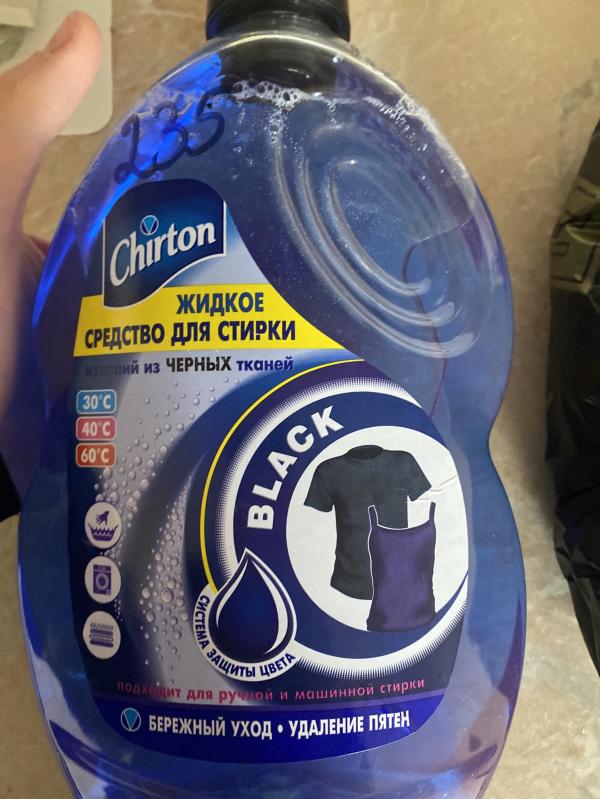 235
Chirton
ЖИДКОЕ
СРЕДСТВО ДЛЯ СТИРКИ
изделий из ЧЕРНЫХ тканей
30°C
40°C
60°C
BLACK
СИСТЕМА ЗАЩИТЫ ЦВЕТА
подходит для ручной и машинной стирки
БЕРЕЖНЫЙ УХОД • УДАЛЕНИЕ ПЯТЕН